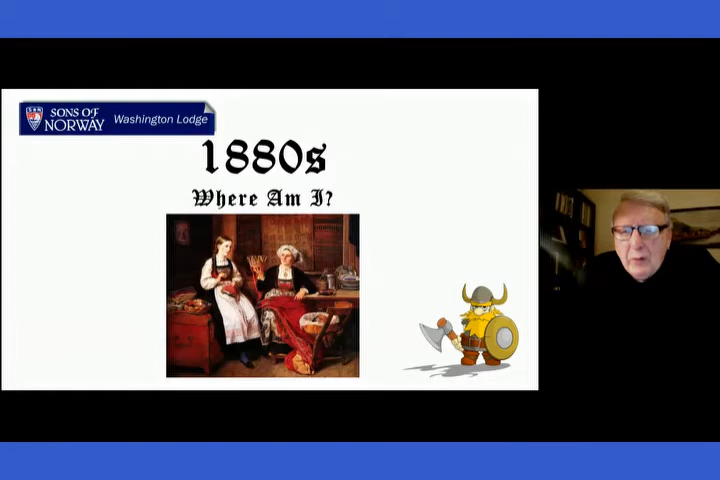 SONS OF
NORWAY
Washington Lodge
1880s
Where Am I?